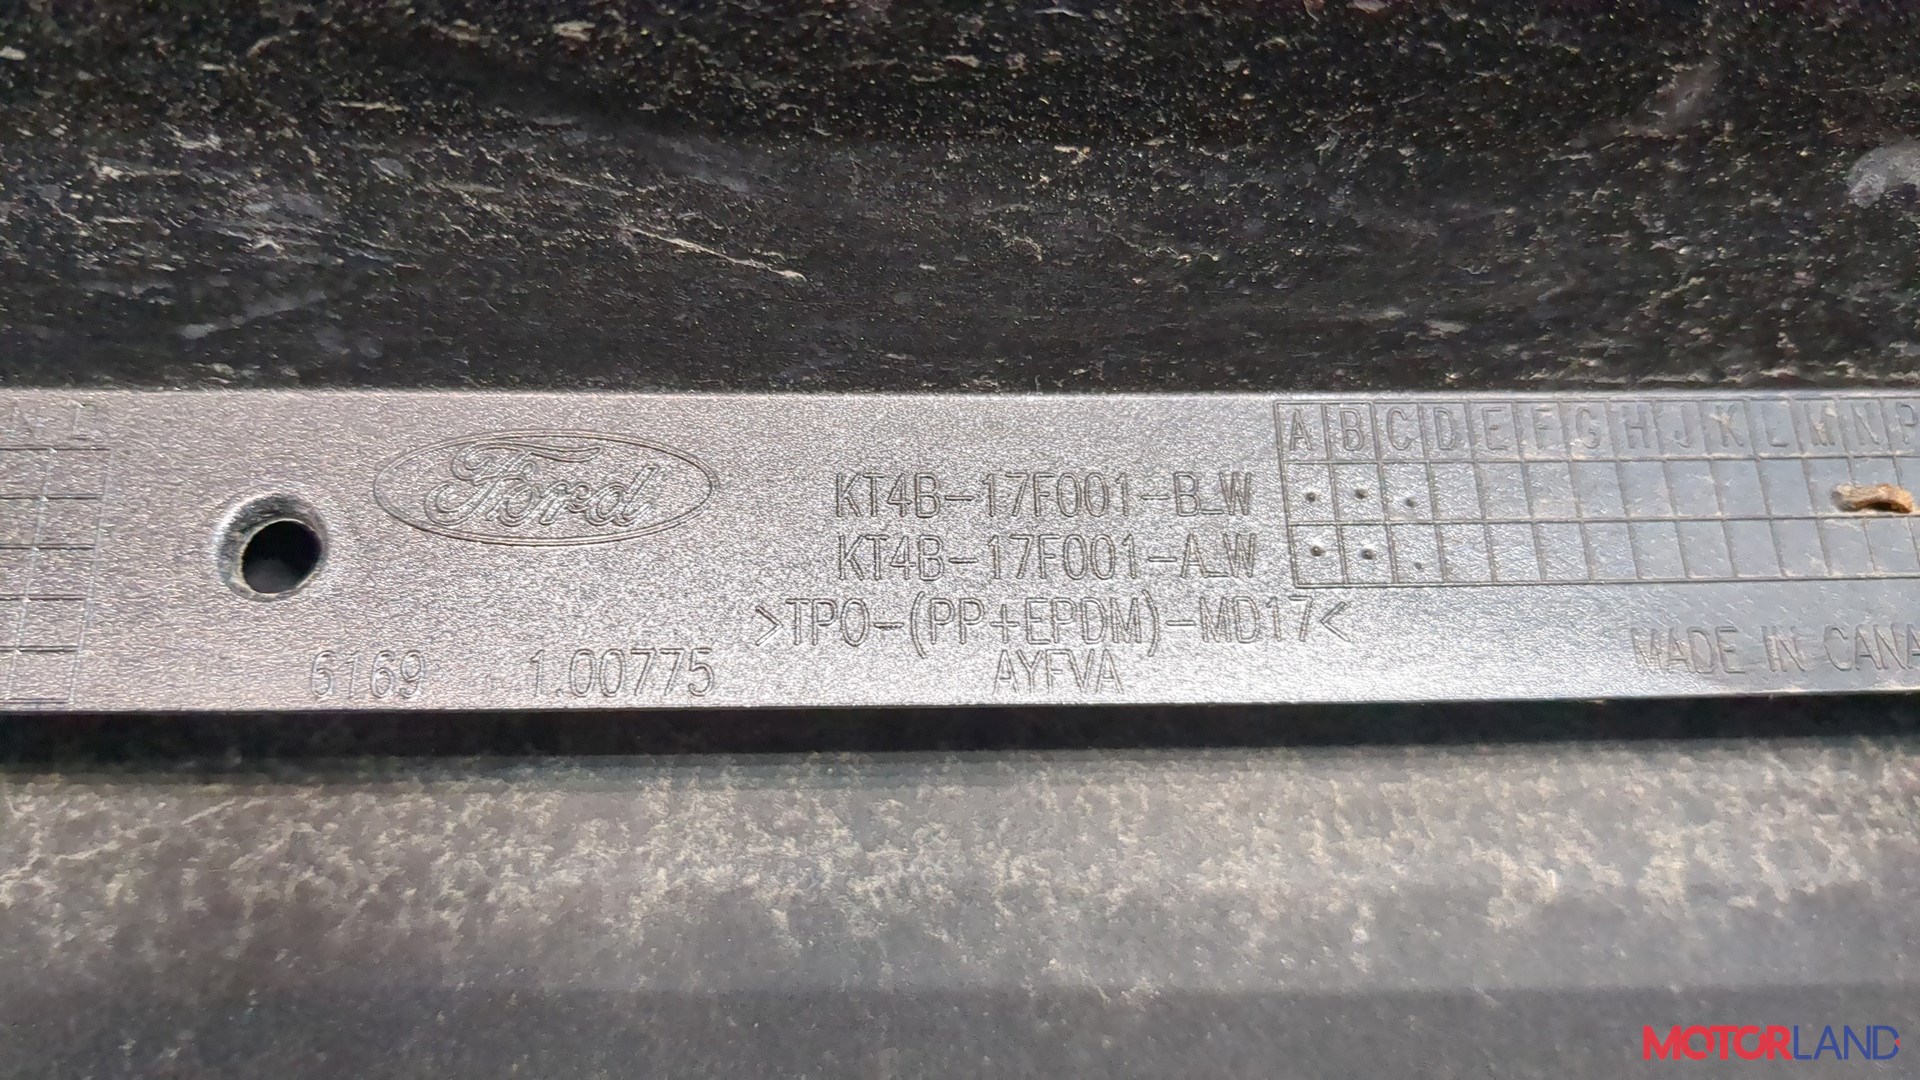 Ford
KT4B-17F001-B_W
KT4B-17F001-A_W
>TPO-(PP+EPDM)-MD17<
AYFVA
6169 1.00775
A B C D E F G H J K L M N P
MADE IN CANA
MOTORLAND